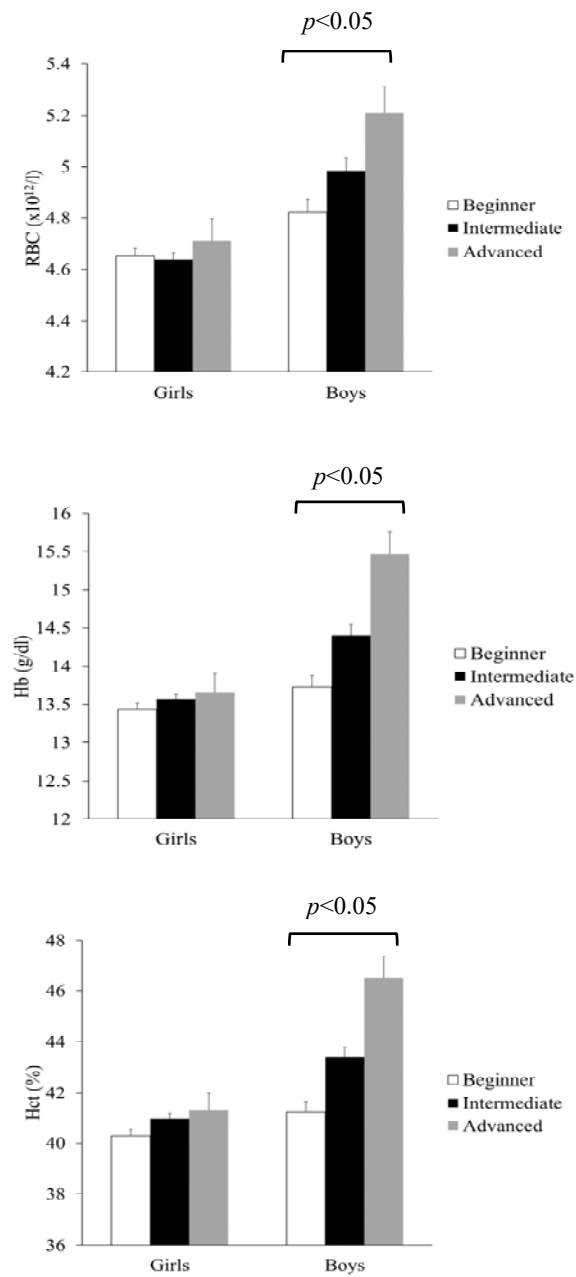 p<0.05
5.4
5.2
5
4.8
4.6
4.4
4.2
RBC (x10¹²/l)
Beginner
Intermediate
Advanced
Girls Boys
p<0.05
16
15.5
15
14.5
14
13.5
13
12.5
12
Hb (g/dl)
Beginner
Intermediate
Advanced
Girls Boys
p<0.05
48
46
44
42
40
38
36
Hct (%)
Beginner
Intermediate
Advanced
Girls Boys